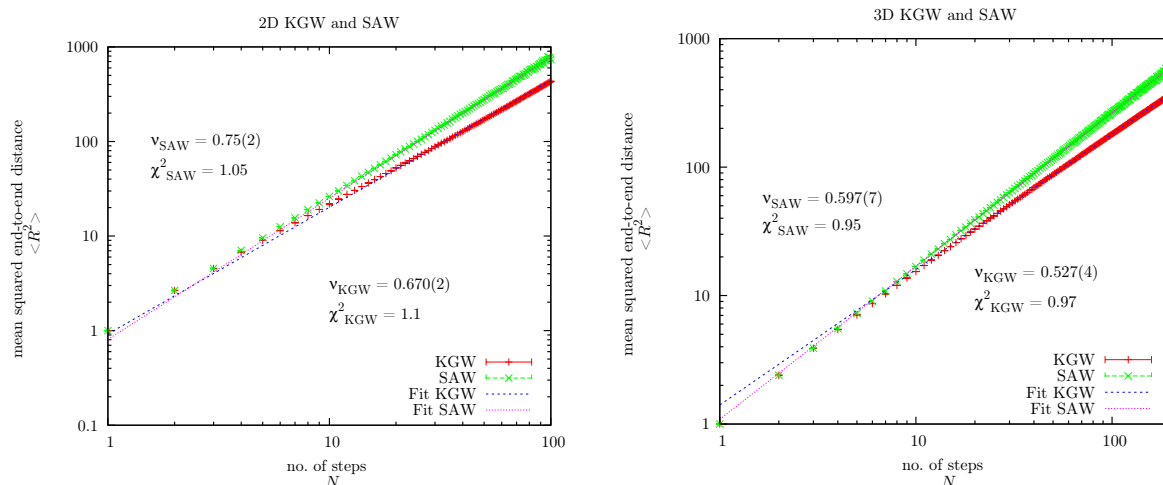 2D KGW and SAW
mean squared end-to-end distance
<R²>
1000
100
10
1
0.1
ν_SAW = 0.75(2)
χ²_SAW = 1.05
ν_KGW = 0.670(2)
χ²_KGW = 1.1
KGW
SAW
Fit KGW
Fit SAW
1
10
100
no. of steps
N
3D KGW and SAW
mean squared end-to-end distance
<R²>
1000
100
10
1
ν_SAW = 0.597(7)
χ²_SAW = 0.95
ν_KGW = 0.527(4)
χ²_KGW = 0.97
KGW
SAW
Fit KGW
Fit SAW
1
10
100
no. of steps
N